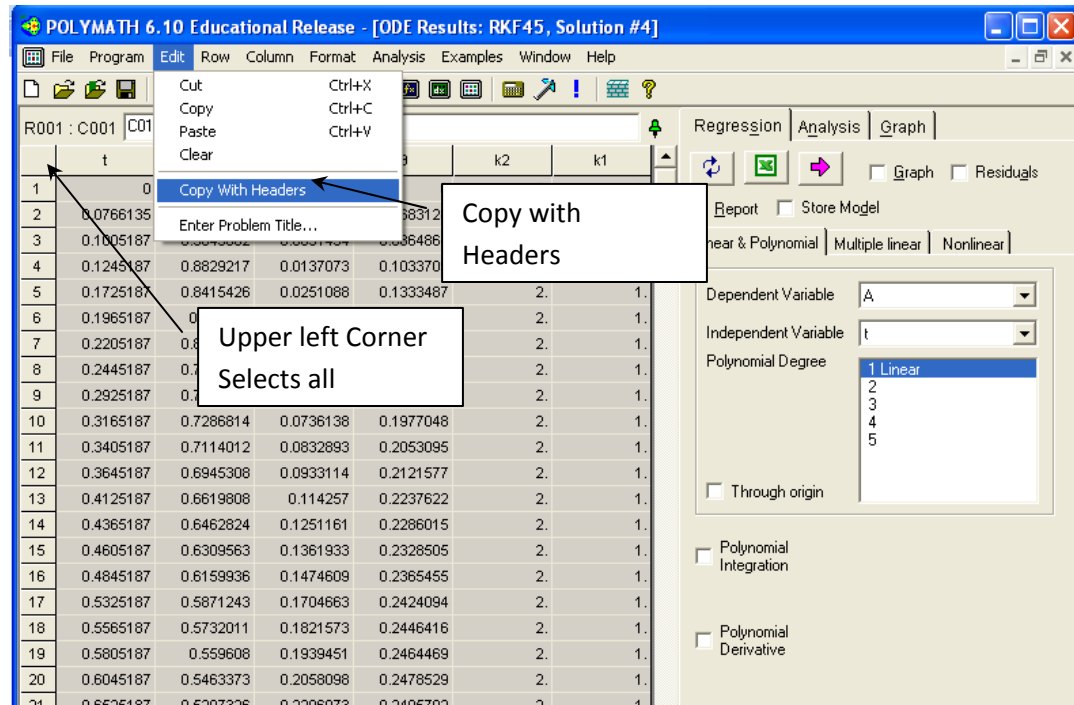 POLYMATH 6.10 Educational Release - [ODE Results: RKF45, Solution #4]
File Program Edit Row Column Format Analysis Examples Window Help
Cut Ctrl+X
Copy Ctrl+C
Paste Ctrl+V
Clear
Copy With Headers
Enter Problem Title...
R001 : C001 C01
t k2 k1
1 0
2 0.0766135 68312
3 0.1005187
4 0.1245187 0.8829217 0.0137073 0.103370
5 0.1725187 0.8415426 0.0251088 0.1333487 2. 1.
6 0.1965187 2. 1.
7 0.2205187 2. 1.
8 0.2445187 2. 1.
9 0.2925187 2. 1.
10 0.3165187 0.7286814 0.0736138 0.1977048 2. 1.
11 0.3405187 0.7114012 0.0832893 0.2053095 2. 1.
12 0.3645187 0.6945308 0.0933114 0.2121577 2. 1.
13 0.4125187 0.6619808 0.114257 0.2237622 2. 1.
14 0.4365187 0.6462824 0.1251161 0.2286015 2. 1.
15 0.4605187 0.6309563 0.1361933 0.2328505 2. 1.
16 0.4845187 0.6159936 0.1474609 0.2365455 2. 1.
17 0.5325187 0.5871243 0.1704663 0.2424094 2. 1.
18 0.5565187 0.5732011 0.1821573 0.2446416 2. 1.
19 0.5805187 0.559608 0.1939451 0.2464469 2. 1.
20 0.6045187 0.5463373 0.2058098 0.2478529 2. 1.
Copy with
Headers
Upper left Corner
Selects all
Regression Analysis Graph
Graph Residuals
Report Store Model
near & Polynomial Multiple linear Nonlinear
Dependent Variable A
Independent Variable t
Polynomial Degree
1 Linear
2
3
4
5
Through origin
Polynomial
Integration
Polynomial
Derivative